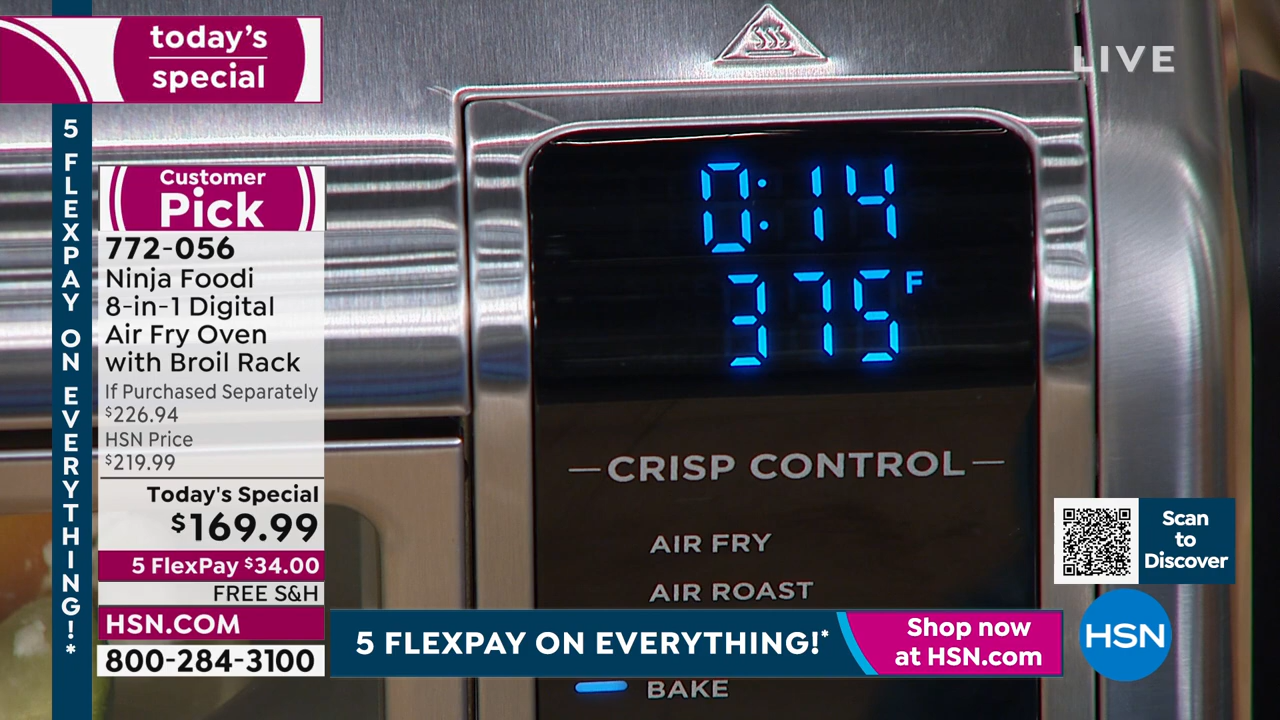 today's
special
LIVE
5 FLEXPAY ON EVERYTHING!*
Customer
Pick
772-056
Ninja Foodi
8-in-1 Digital
Air Fry Oven
with Broil Rack
If Purchased Separately
$226.94
HSN Price
$219.99
Today's Special
$169.99
5 FlexPay $34.00
FREE S&H
HSN.COM
800-284-3100
0:14
375 F
CRISP CONTROL
AIR FRY
AIR ROAST
BAKE
Scan
to
Discover
5 FLEXPAY ON EVERYTHING!*
Shop now
at HSN.com
HSN